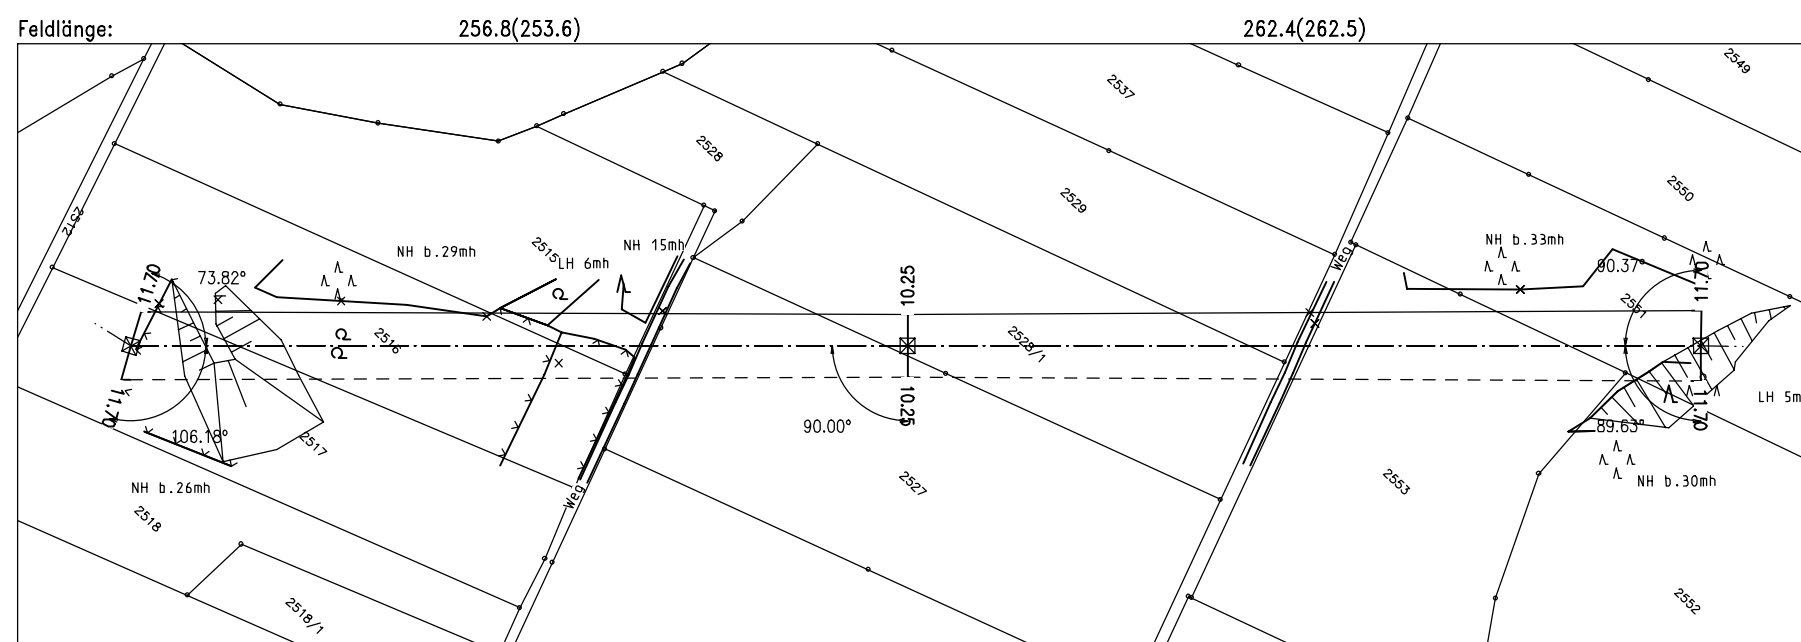 Feldlänge: 256.8(253.6) 262.4(262.5)
2549
2537
2528
2550
2529
2512
2515
NH b.29mh
NH 15mh
LH 6mh
NH b.33mh
Weg
11.70
73.82°
10.25
90.37°
11.70
2551
2516
2528/1
11.70
10.25
90.00°
11.70
LH 5m
106.18°
89.63°
2517
NH b.26mh
Weg
2527
2553
NH b.30mh
2518
2518/1
2552